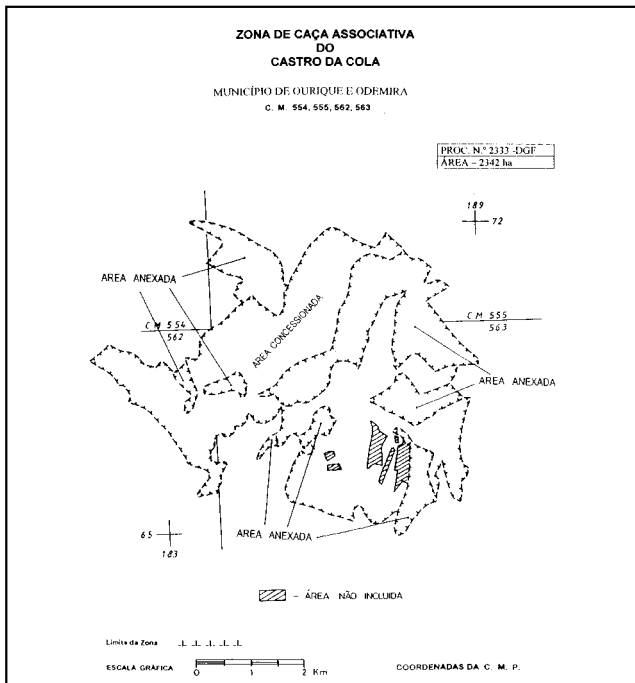 ZONA DE CAÇA ASSOCIATIVA
DO
CASTRO DA COLA
MUNICÍPIO DE OURIQUE E ODEMIRA
C. M. 554, 555, 562, 563
PROC. N.º 2333 -DGF
ÁREA - 2342 ha
189
72
AREA ANEXADA
C M 554
562
AREA CONCESSIONADA
C M 555
563
AREA ANEXADA
AREA ANEXADA
65
183
- ÁREA NÃO INCLUIDA
Limite da Zona
ESCALA GRÁFICA
0 1 2 Km
COORDENADAS DA C. M. P.